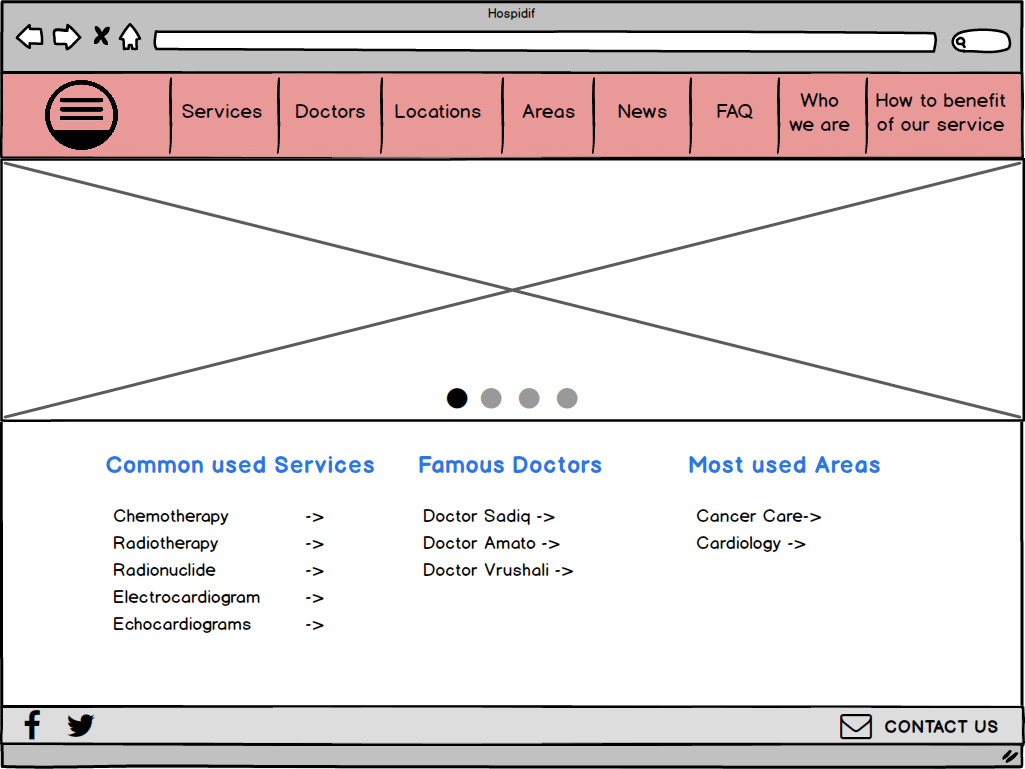 Hospidif
Services
Doctors
Locations
Areas
News
FAQ
Who
we are
How to benefit
of our service
Common used Services
Chemotherapy ->
Radiotherapy ->
Radionuclide ->
Electrocardiogram ->
Echocardiograms ->
Famous Doctors
Doctor Sadiq ->
Doctor Amato ->
Doctor Vrushali ->
Most used Areas
Cancer Care->
Cardiology ->
CONTACT US